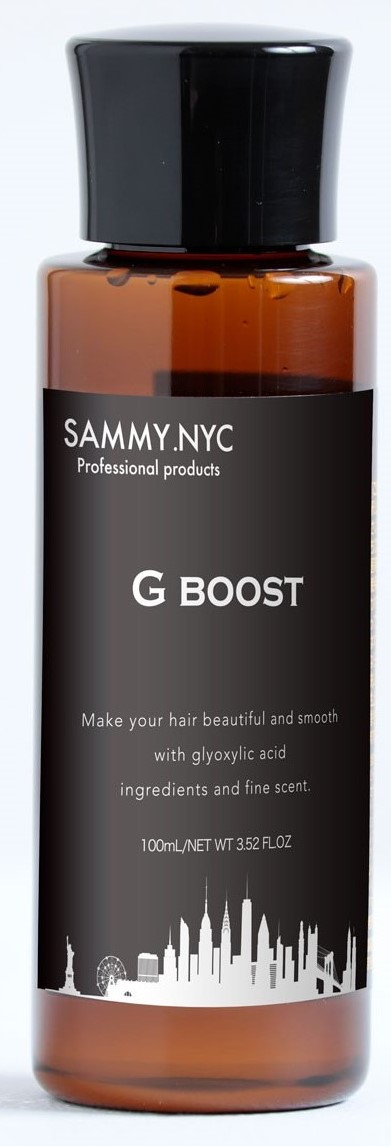 SAMMY.NYC
Professional products
G BOOST
Make your hair beautiful and smooth
with glyoxylic acid
ingredients and fine scent.
100mL/NET WT 3.52 FL.OZ